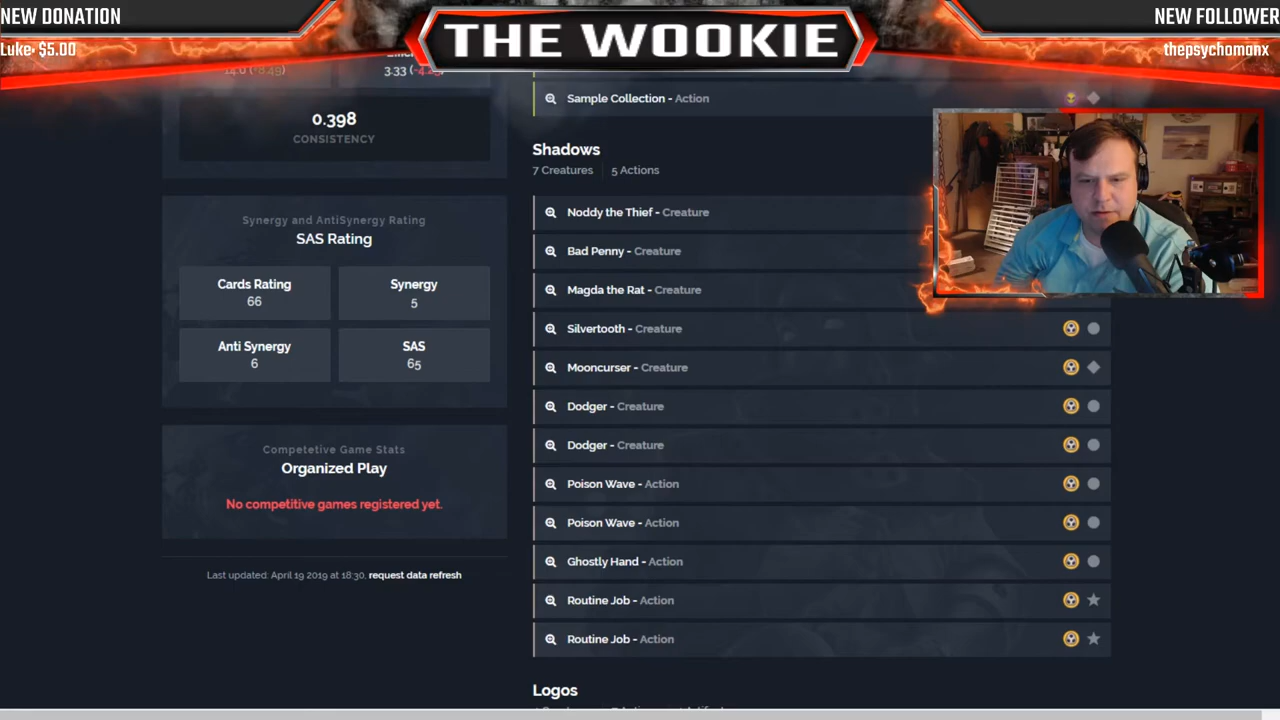 NEW DONATION
THE WOOKIE
NEW FOLLOWER
Luke• $5.00
thepsychomanx
3.33
0.398
CONSISTENCY
Synergy and AntiSynergy Rating
SAS Rating
Cards Rating
66
Synergy
5
Anti Synergy
6
SAS
65
Competetive Game Stats
Organized Play
No competitive games registered yet.
Last updated: April 19 2019 at 18:30, request data refresh
Sample Collection - Action
Shadows
7 Creatures 5 Actions
Noddy the Thief - Creature
Bad Penny - Creature
Magda the Rat - Creature
Silvertooth - Creature
Mooncurser - Creature
Dodger - Creature
Dodger - Creature
Poison Wave - Action
Poison Wave - Action
Ghostly Hand - Action
Routine Job - Action
Routine Job - Action
Logos